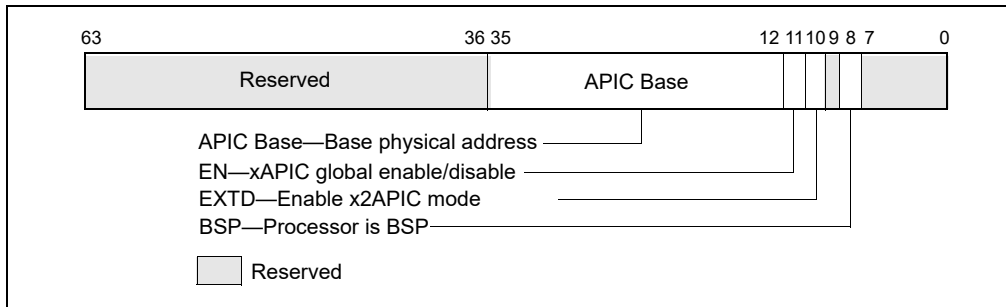 63 36 35 12 11 10 9 8 7 0
Reserved APIC Base
APIC Base—Base physical address
EN—xAPIC global enable/disable
EXTD—Enable x2APIC mode
BSP—Processor is BSP
Reserved